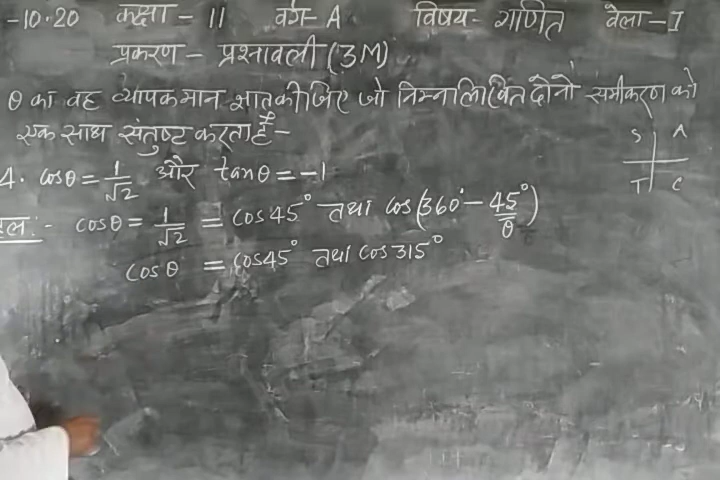 -10.20 कक्षा - 11 वर्ग- A विषय- गणित वेला-I
प्रकरण- प्रश्नावली (3M)
θ का वह व्यापक मान ज्ञात कीजिए जो निम्नलिखित दोनों समीकरण को
एक साथ संतुष्ट करता है -
S A
T C
4. cosθ = 1/√2 और tanθ = -1
हल:- cosθ = 1/√2 = cos45° तथा cos(360° - 45°)
θ
cosθ = cos45° तथा cos315°